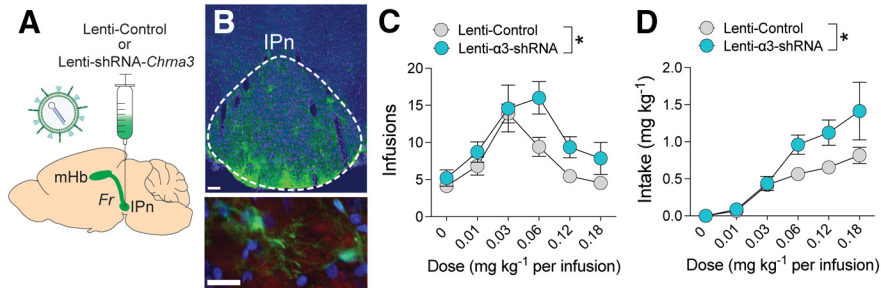 A
Lenti-Control
or
Lenti-shRNA-Chrna3
mHb
Fr
IPn
B
IPn
C
Lenti-Control
Lenti-α3-shRNA
*
Infusions
20
15
10
5
0
0
0.01
0.03
0.06
0.12
0.18
Dose (mg kg-1 per infusion)
D
Lenti-Control
Lenti-α3-shRNA
*
Intake (mg kg-1)
2.0
1.5
1.0
0.5
0.0
0
0.01
0.03
0.06
0.12
0.18
Dose (mg kg-1 per infusion)